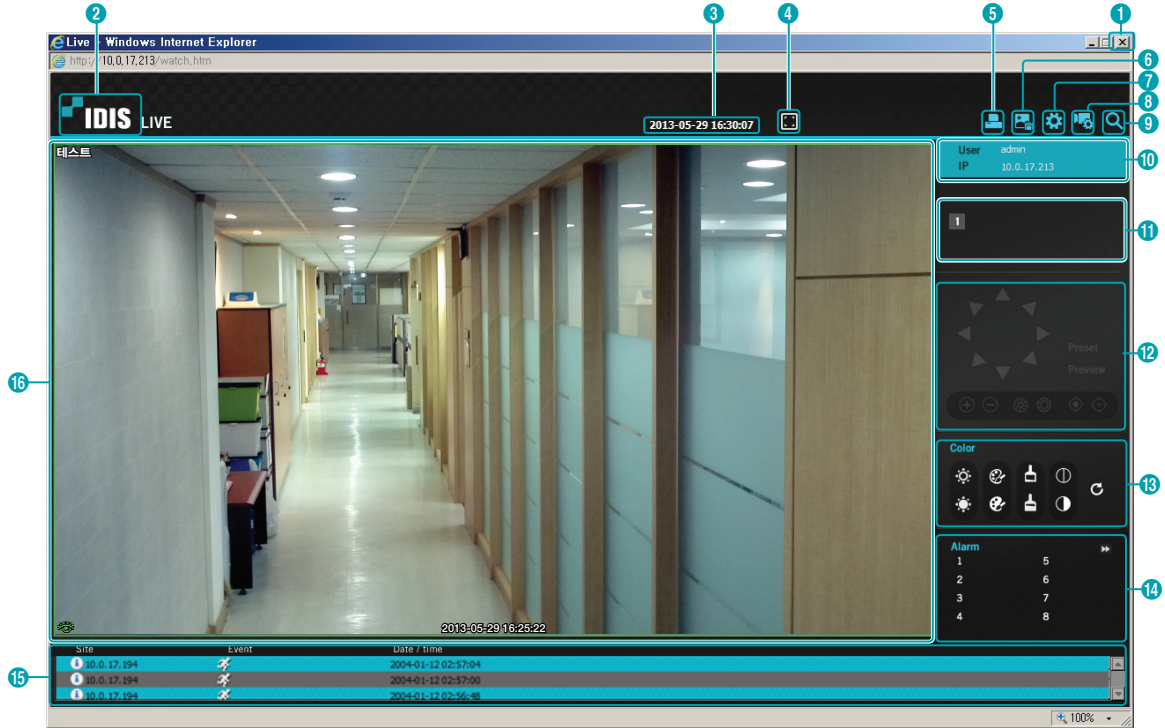 2
3
4
5
1
Live - Windows Internet Explorer
http://10,0,17,213/watch,htm
6
7
8
9
IDIS LIVE
2013-05-29 16:30:07
테스트
User admin
IP 10.0.17.213
10
1
11
Preset
Preview
12
16
Color
13
Alarm
1 5
2 6
3 7
4 8
14
2013-05-29 16:25:22
Site Event Date / time
10.0.17.194 2004-01-12 02:57:04
10.0.17.194 2004-01-12 02:57:00
10.0.17.194 2004-01-12 02:56:48
15
100%